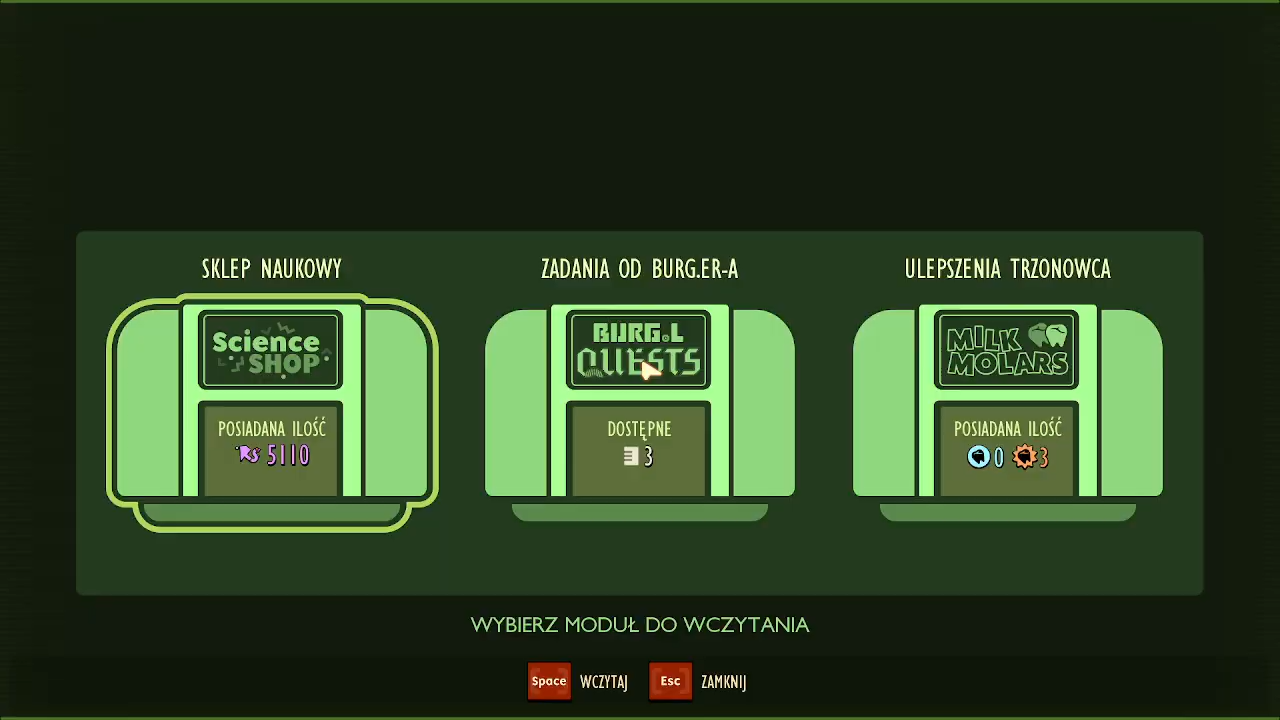 SKLEP NAUKOWY
ZADANIA OD BURG.ER-A
ULEPSZENIA TRZONOWCA
Science
SHOP
BURG.L
QUESTS
MILK
MOLARS
POSIADANA ILOŚĆ
5110
DOSTĘPNE
3
POSIADANA ILOŚĆ
0 3
WYBIERZ MODUŁ DO WCZYTANIA
Space WCZYTAJ Esc ZAMKNIJ